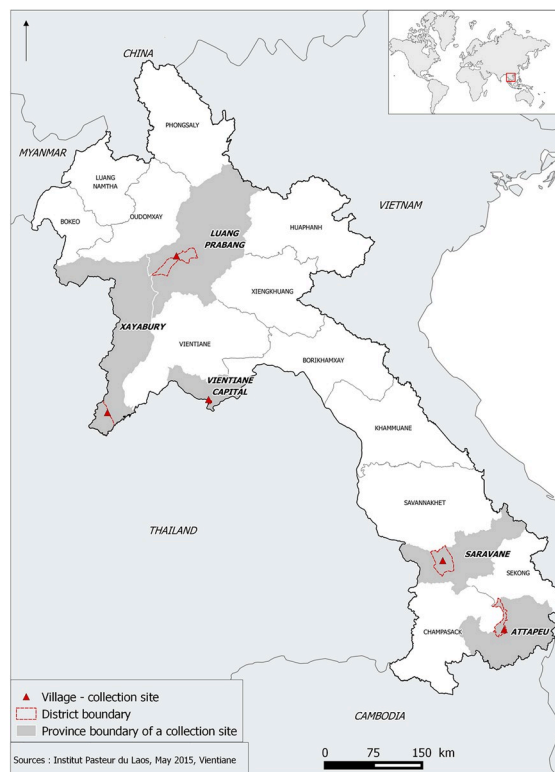 CHINA
PHONGSALY
MYANMAR
LUANG
NAMTHA
BOKEO
OUDOMXAY
VIETNAM
HUAPHANH
LUANG
PRABANG
XIENGKHUANG
XAYABURY
VIENTIANE
BORIKHAMXAY
VIENTIANE
CAPITAL
KHAMMUANE
SAVANNAKHET
THAILAND
SARAVANE
SEKONG
CHAMPASACK
ATTAPEU
CAMBODIA
Village - collection site
District boundary
Province boundary of a collection site
Sources : Institut Pasteur du Laos, May 2015, Vientiane
0 75 150 km